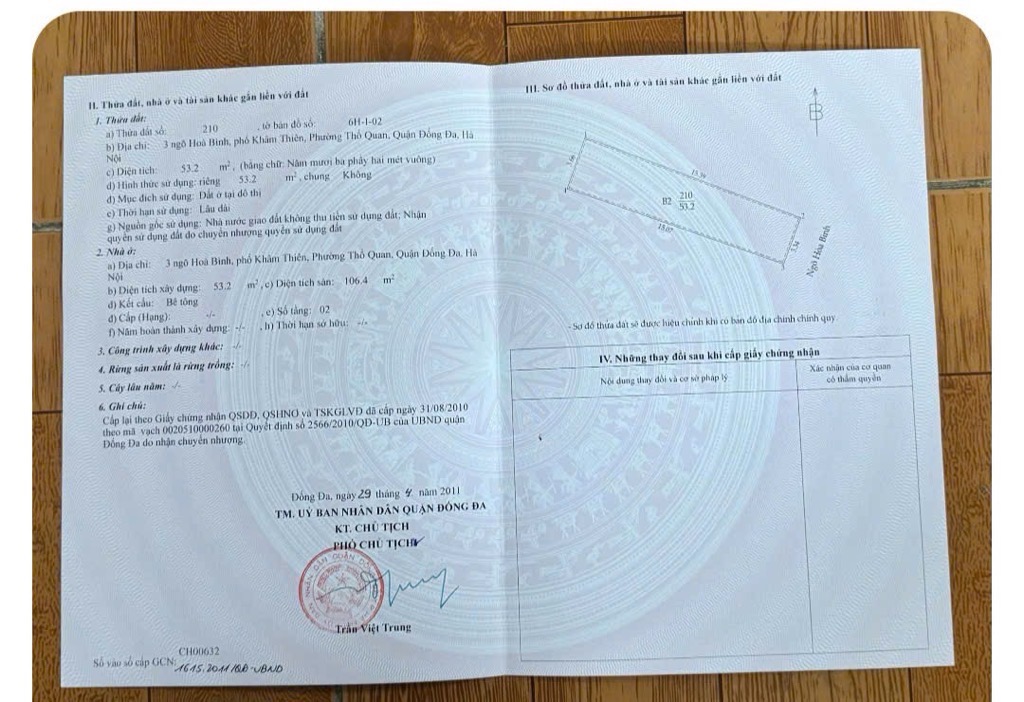 II. Thửa đất, nhà ở và tài sản khác gắn liền với đất
1. Thửa đất:
a) Thửa đất số: 210 , tờ bản đồ số: 6H-I-02
b) Địa chỉ: 3 ngõ Hoà Bình, phố Khâm Thiên, Phường Thổ Quan, Quận Đống Đa, Hà
Nội
c) Diện tích: 53.2 m², (bằng chữ: Năm mươi ba phẩy hai mét vuông)
d) Hình thức sử dụng: riêng 53.2 m², chung Không
đ) Mục đích sử dụng: Đất ở tại đô thị
e) Thời hạn sử dụng: Lâu dài
g) Nguồn gốc sử dụng: Nhà nước giao đất không thu tiền sử dụng đất; Nhận
quyền sử dụng đất do chuyển nhượng quyền sử dụng đất
2. Nhà ở:
a) Địa chỉ: 3 ngõ Hoà Bình, phố Khâm Thiên, Phường Thổ Quan, Quận Đống Đa, Hà
Nội
b) Diện tích xây dựng: 53.2 m², c) Diện tích sàn: 106.4 m²
d) Kết cấu: Bê tông
đ) Cấp (Hạng): -/- , e) Số tầng: 02
f) Năm hoàn thành xây dựng: -/- , h) Thời hạn sở hữu: -/-
3. Công trình xây dựng khác: -/-
4. Rừng sản xuất là rừng trồng: -/-
5. Cây lâu năm: -/-
6. Ghi chú:
Cấp lại theo Giấy chứng nhận QSDĐ, QSHNO và TSKGLVĐ đã cấp ngày 31/08/2010
theo mã vạch 0020510000260 tại Quyết định số 2566/2010/QĐ-UB của UBND quận
Đống Đa do nhận chuyển nhượng.
Đống Đa, ngày 29 tháng 4 năm 2011
TM. UỶ BAN NHÂN DÂN QUẬN ĐỐNG ĐA
KT. CHỦ TỊCH
PHÓ CHỦ TỊCH
Trần Việt Trung
CH00632
Số vào sổ cấp GCN: 1615.2011/QĐ-UBND
III. Sơ đồ thửa đất, nhà ở và tài sản khác gắn liền với đất
B
B2 210
53.2
Ngõ Hòa Bình
- Sơ đồ thửa đất sẽ được hiệu chỉnh khi có bản đồ địa chính chính quy.
IV. Những thay đổi sau khi cấp giấy chứng nhận
Nội dung thay đổi và cơ sở pháp lý
Xác nhận của cơ quan
có thẩm quyền